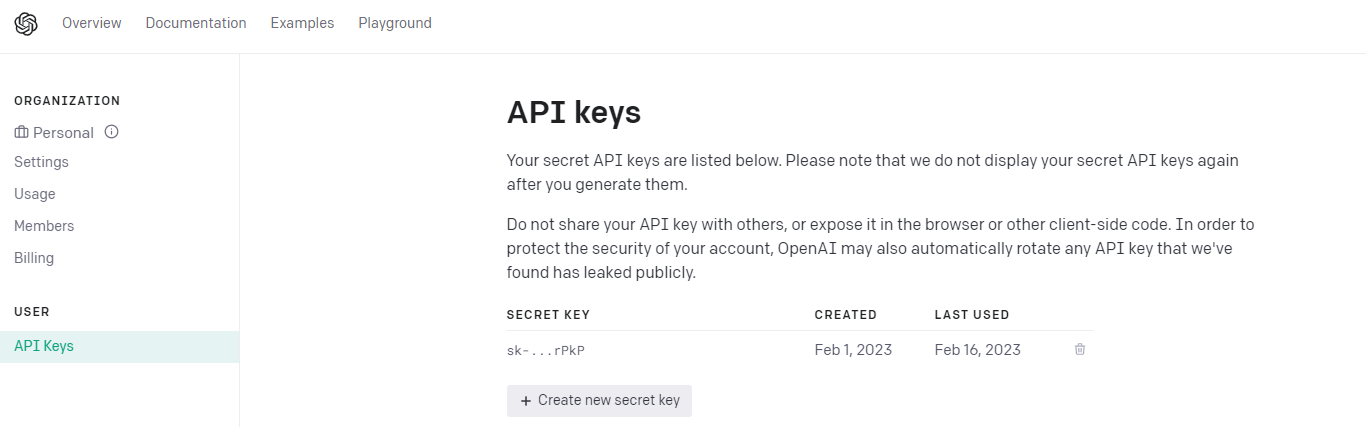 Overview Documentation Examples Playground
ORGANIZATION
Personal
Settings
Usage
Members
Billing
USER
API Keys
API keys
Your secret API keys are listed below. Please note that we do not display your secret API keys again
after you generate them.
Do not share your API key with others, or expose it in the browser or other client-side code. In order to
protect the security of your account, OpenAI may also automatically rotate any API key that we've
found has leaked publicly.
SECRET KEY CREATED LAST USED
sk-...rPkP Feb 1, 2023 Feb 16, 2023
+ Create new secret key